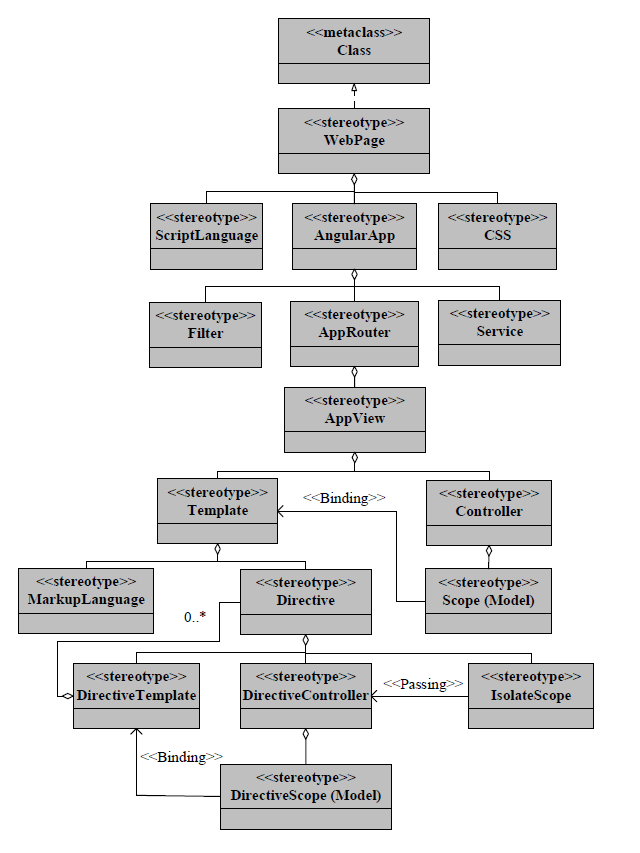 <<metaclass>>
Class
<<stereotype>>
WebPage
<<stereotype>>
ScriptLanguage
<<stereotype>>
AngularApp
<<stereotype>>
CSS
<<stereotype>>
Filter
<<stereotype>>
AppRouter
<<stereotype>>
Service
<<stereotype>>
AppView
<<stereotype>>
Template
<<Binding>>
<<stereotype>>
Controller
<<stereotype>>
MarkupLanguage
<<stereotype>>
Directive
<<stereotype>>
Scope (Model)
0..*
<<stereotype>>
DirectiveTemplate
<<stereotype>>
DirectiveController
<<Passing>>
<<stereotype>>
IsolateScope
<<Binding>>
<<stereotype>>
DirectiveScope (Model)